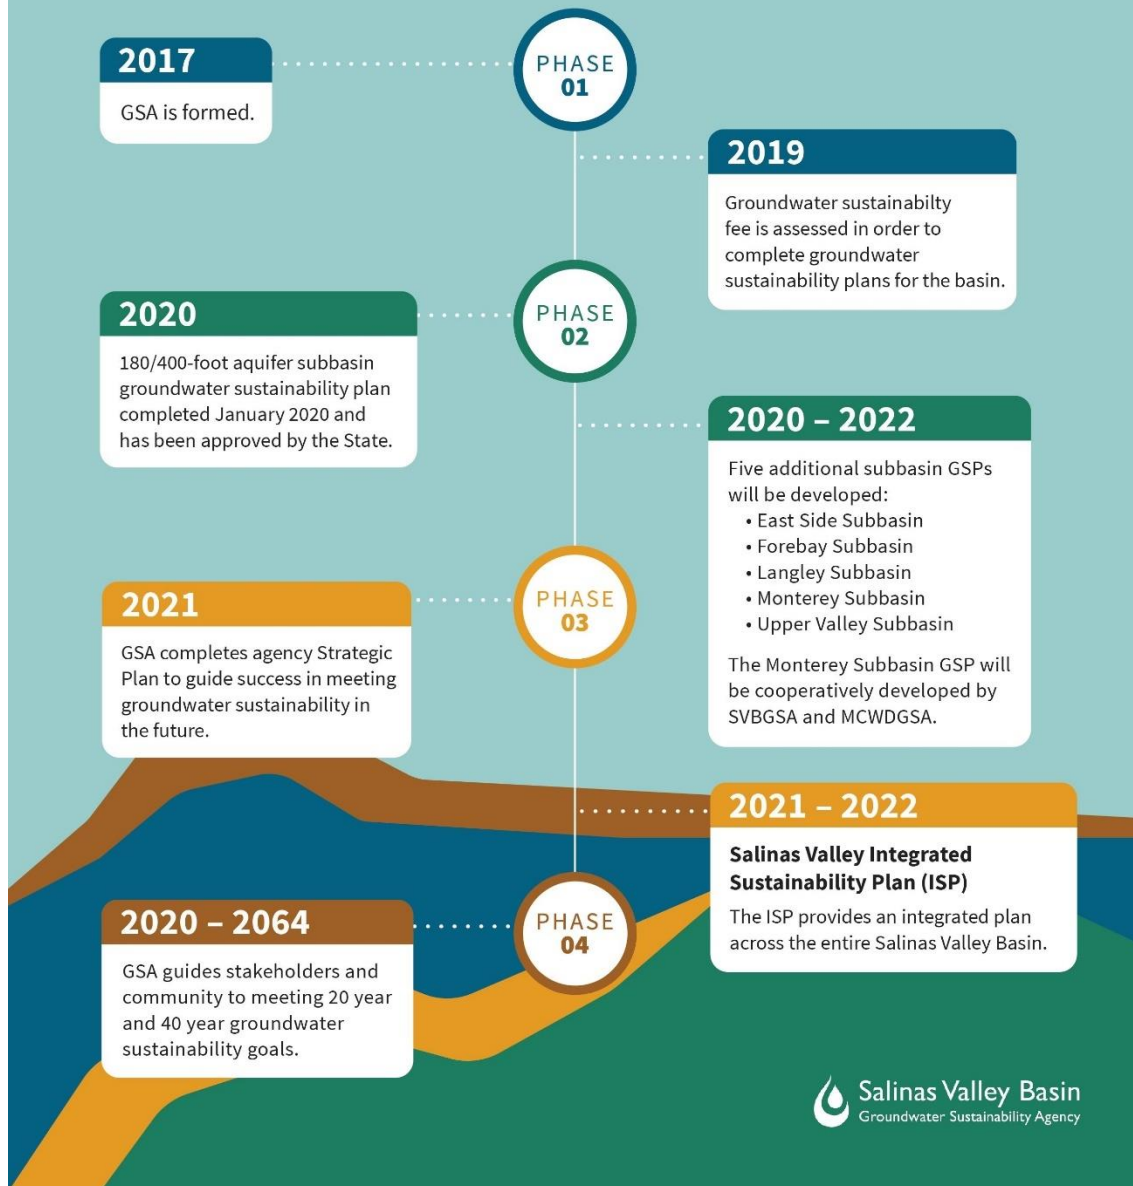 PHASE
01
2017
GSA is formed.
2019
Groundwater sustainabilty
fee is assessed in order to
complete groundwater
sustainability plans for the basin.
PHASE
02
2020
180/400-foot aquifer subbasin
groundwater sustainability plan
completed January 2020 and
has been approved by the State.
2020 – 2022
Five additional subbasin GSPs
will be developed:
• East Side Subbasin
• Forebay Subbasin
• Langley Subbasin
• Monterey Subbasin
• Upper Valley Subbasin
The Monterey Subbasin GSP will
be cooperatively developed by
SVBGSA and MCWDGSA.
PHASE
03
2021
GSA completes agency Strategic
Plan to guide success in meeting
groundwater sustainability in
the future.
2021 – 2022
Salinas Valley Integrated
Sustainability Plan (ISP)
The ISP provides an integrated plan
across the entire Salinas Valley Basin.
PHASE
04
2020 – 2064
GSA guides stakeholders and
community to meeting 20 year
and 40 year groundwater
sustainability goals.
Salinas Valley Basin
Groundwater Sustainability Agency